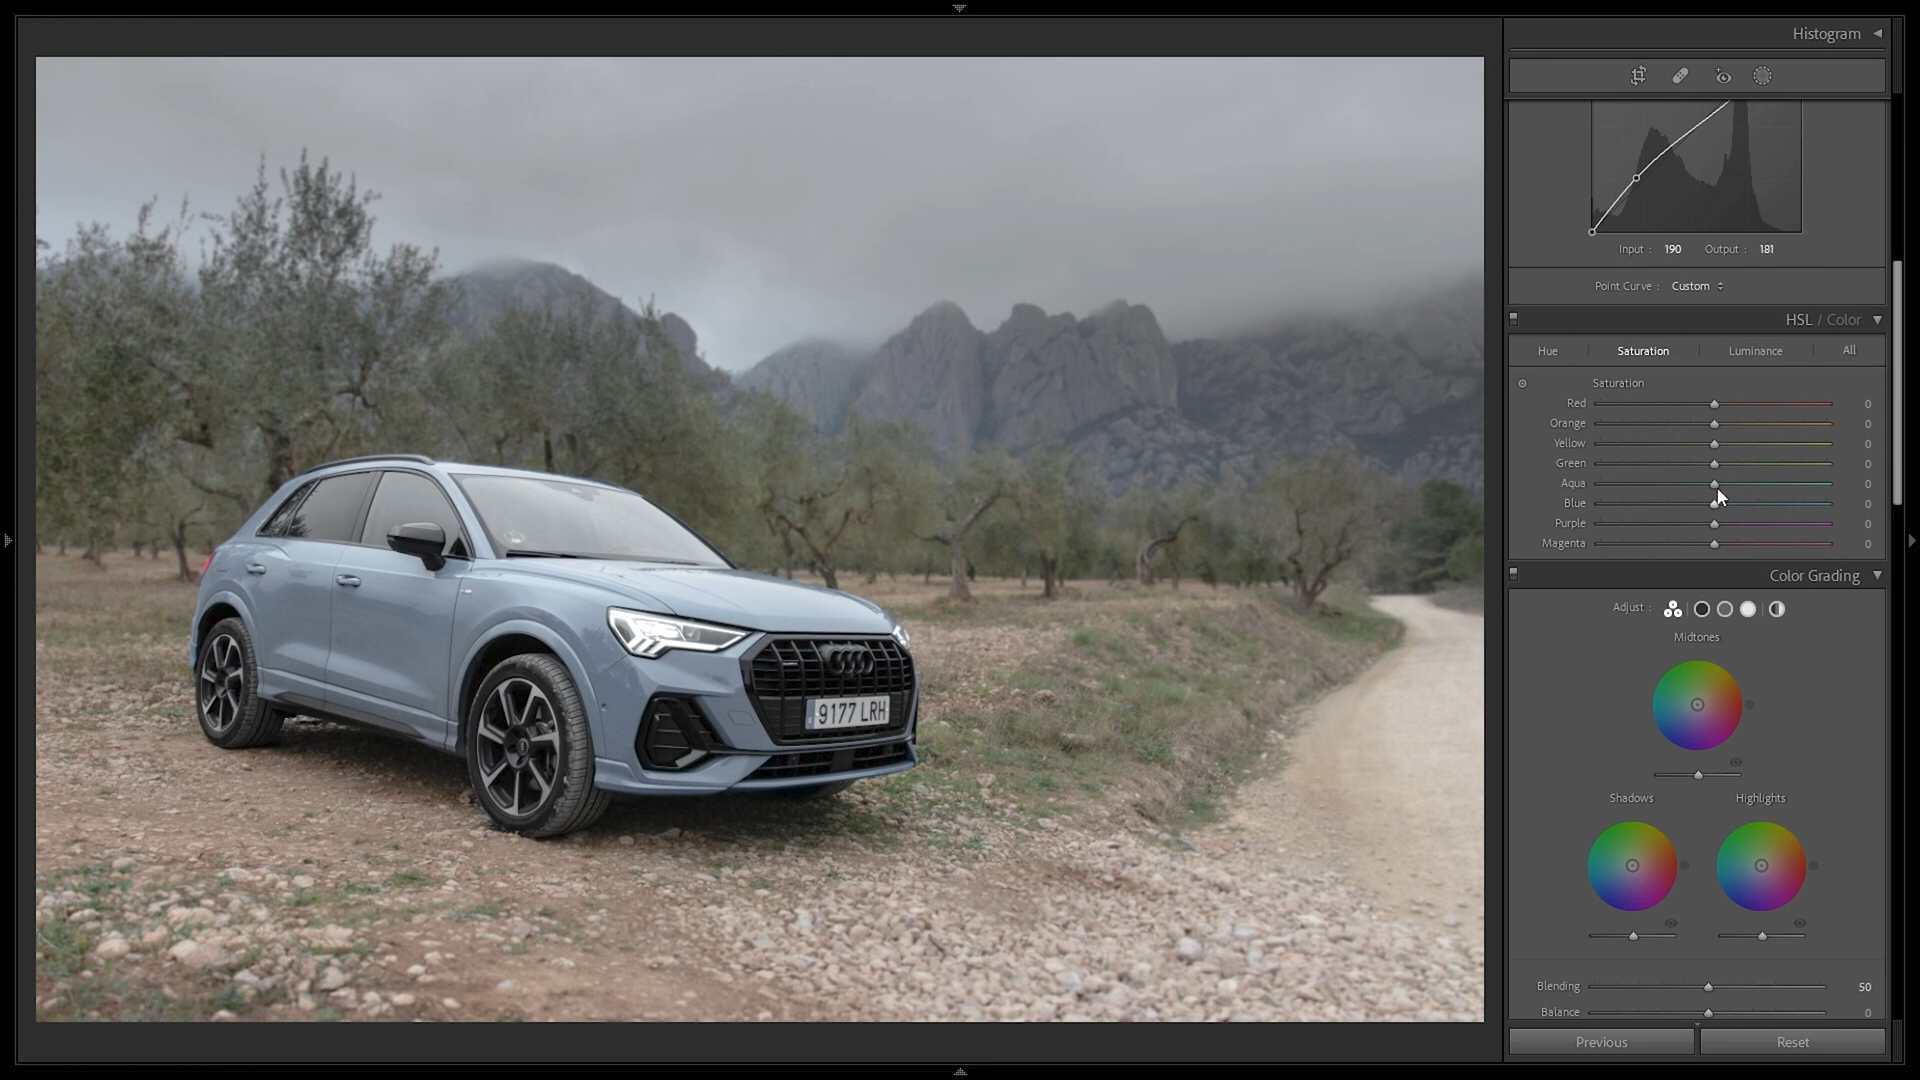 Histogram
Input : 190 Output : 181
Point Curve : Custom
HSL / Color
Hue Saturation Luminance All
Saturation
Red 0
Orange 0
Yellow 0
Green 0
Aqua 0
Blue 0
Purple 0
Magenta 0
Color Grading
Adjust :
Midtones
Shadows Highlights
Blending 50
Balance 0
Previous Reset
9177 LRH